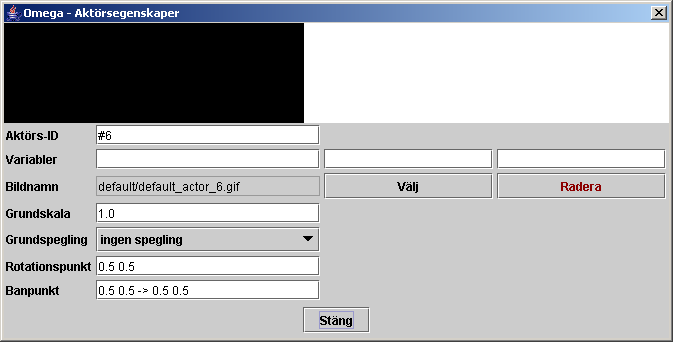 Omega - Aktörsegenskaper
Aktörs-ID #6
Variabler
Bildnamn default/default_actor_6.gif Välj Radera
Grundskala 1.0
Grundspegling ingen spegling
Rotationspunkt 0.5 0.5
Banpunkt 0.5 0.5 -> 0.5 0.5
Stäng